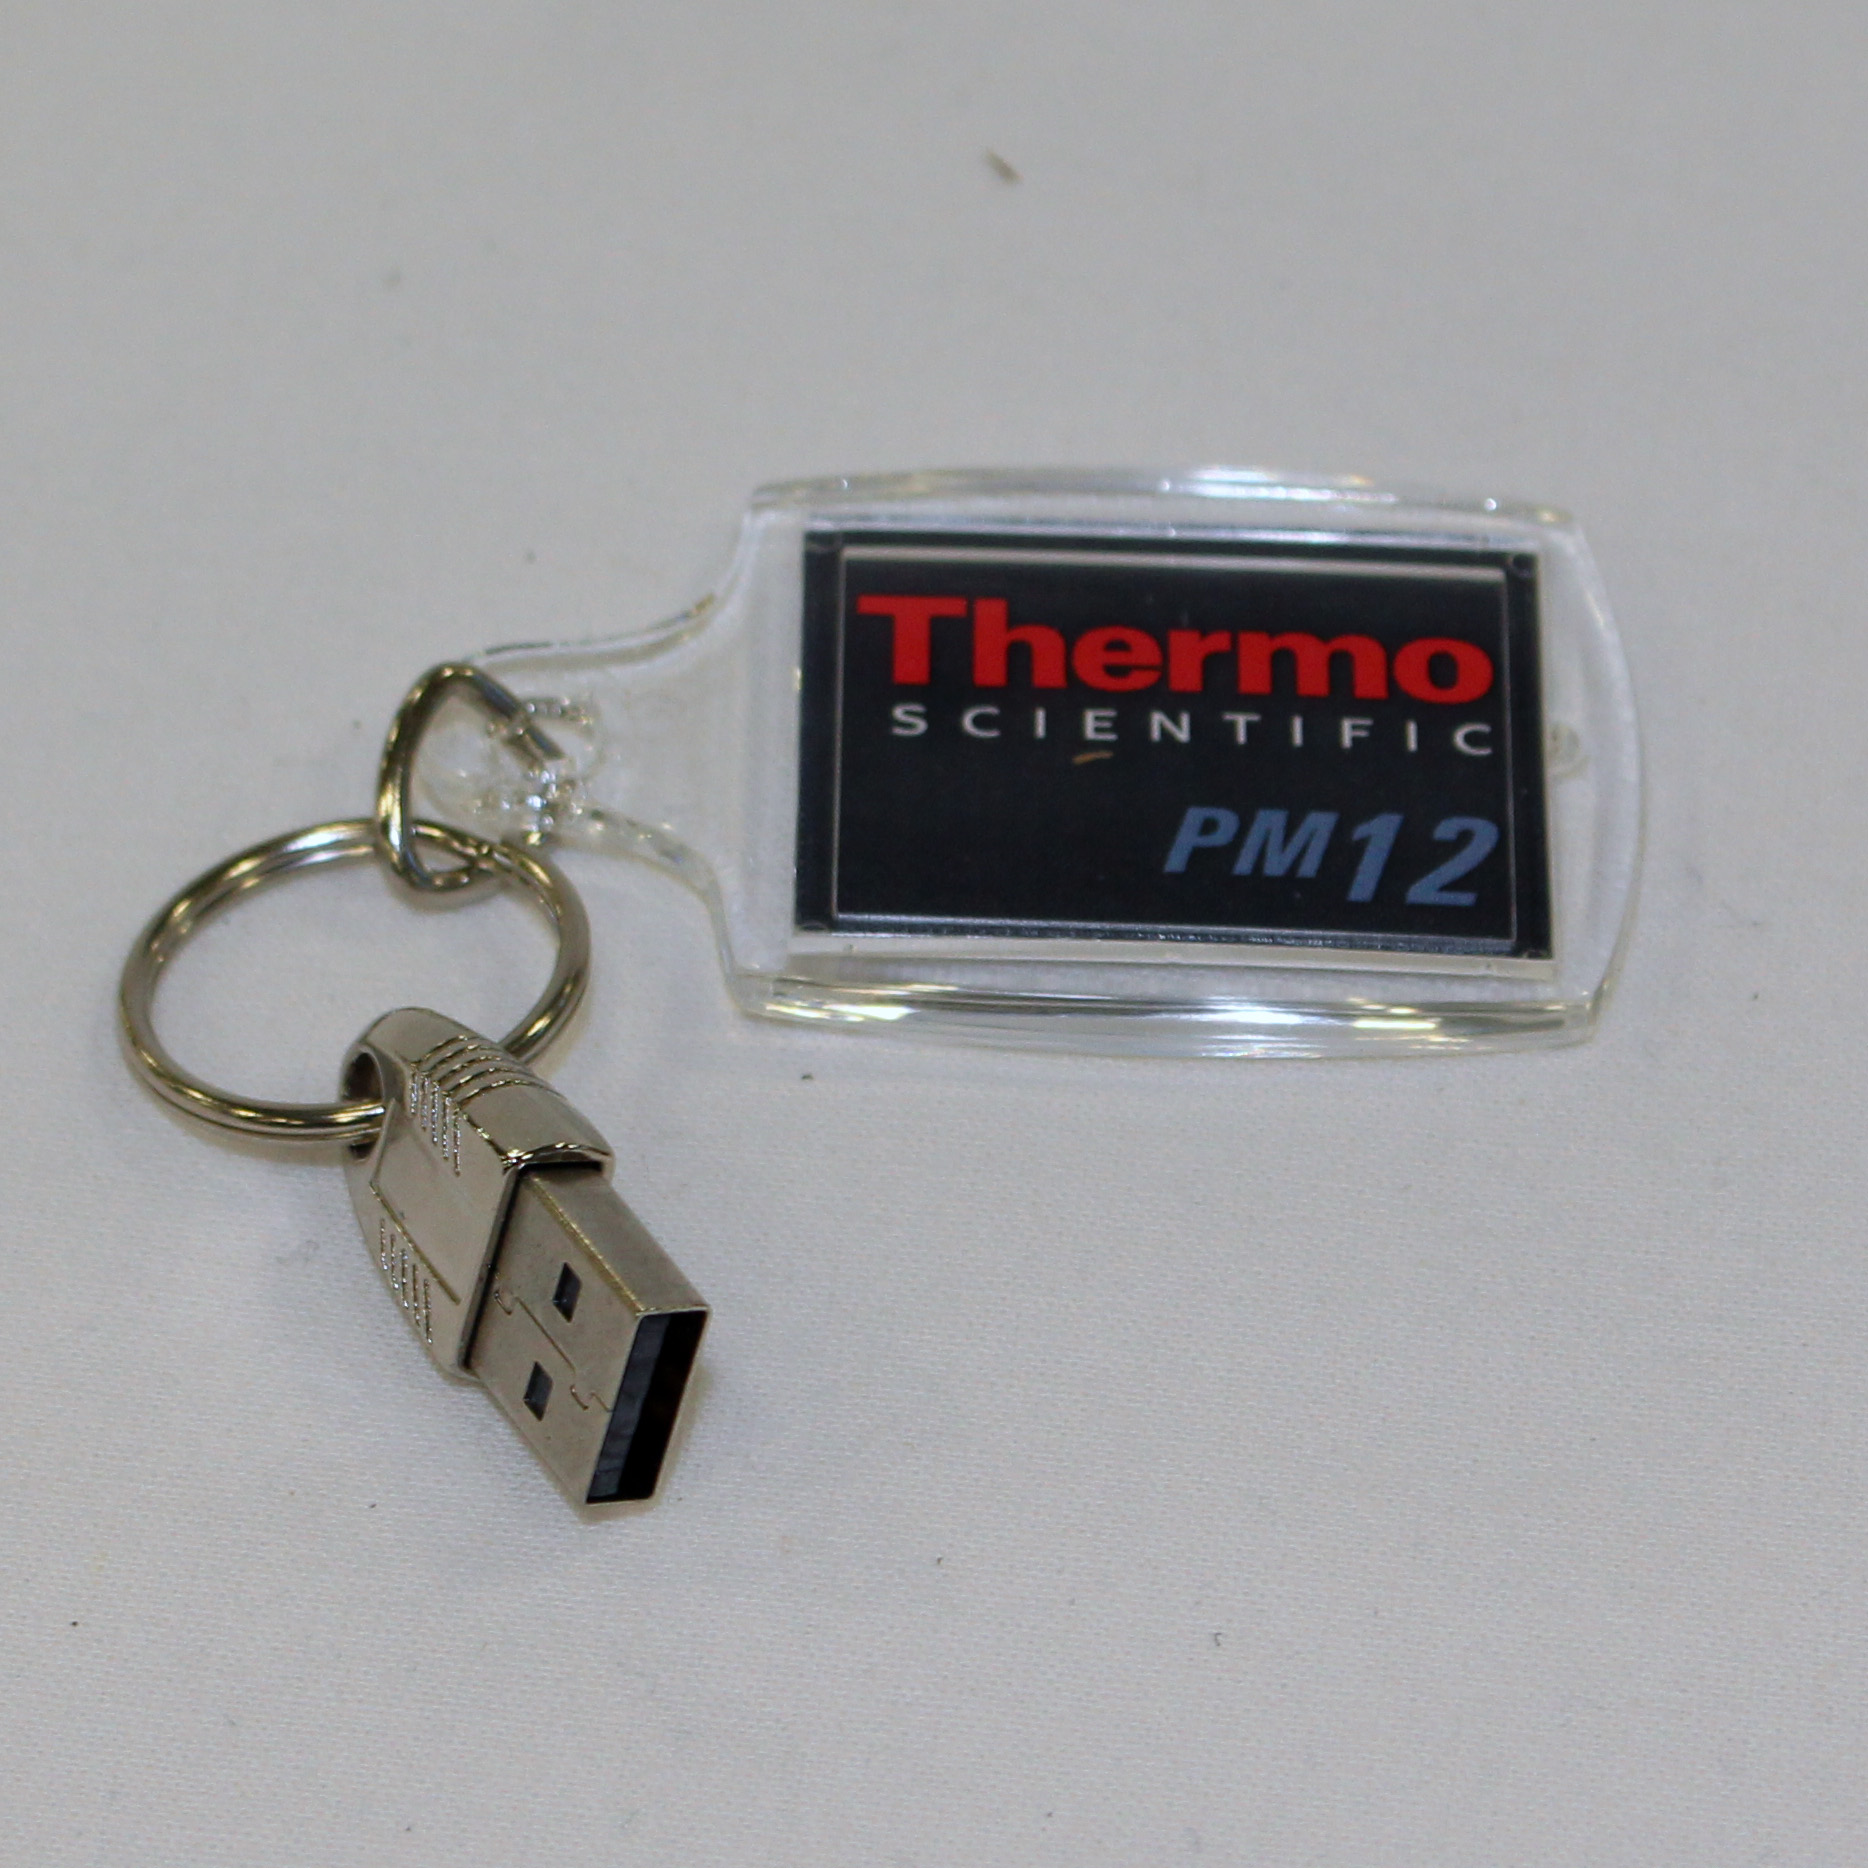 Thermo
SCIENTIFIC
PM12